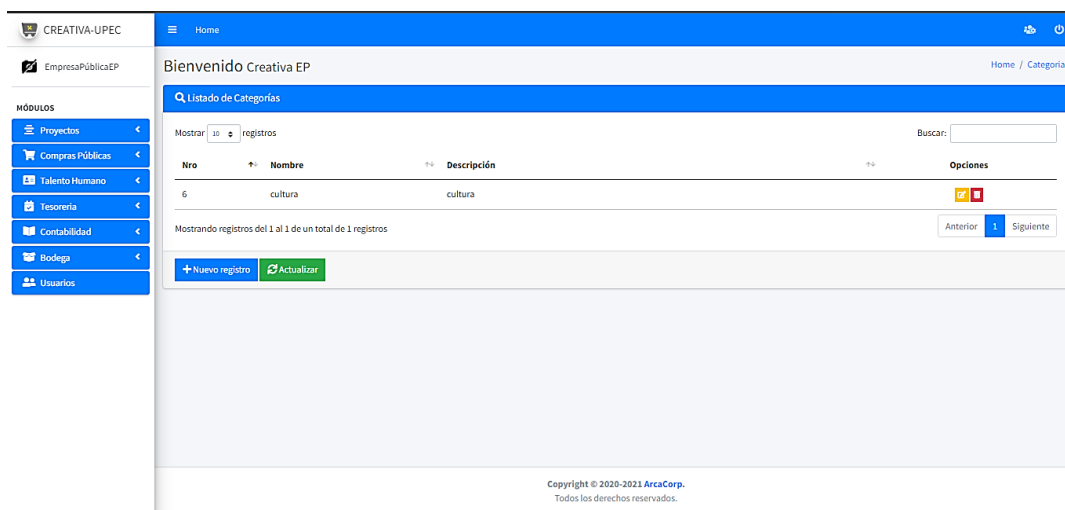 CREATIVA-UPEC
Home
EmpresaPúblicaEP
Bienvenido Creativa EP
Home / Categoria
MÓDULOS
Proyectos
Compras Públicas
Talento Humano
Tesoreria
Contabilidad
Bodega
Usuarios
Listado de Categorías
Mostrar 10 registros
Buscar:
Nro Nombre Descripción Opciones
6 cultura cultura
Mostrando registros del 1 al 1 de un total de 1 registros
Anterior 1 Siguiente
Nuevo registro Actualizar
Copyright © 2020-2021 ArcaCorp.
Todos los derechos reservados.